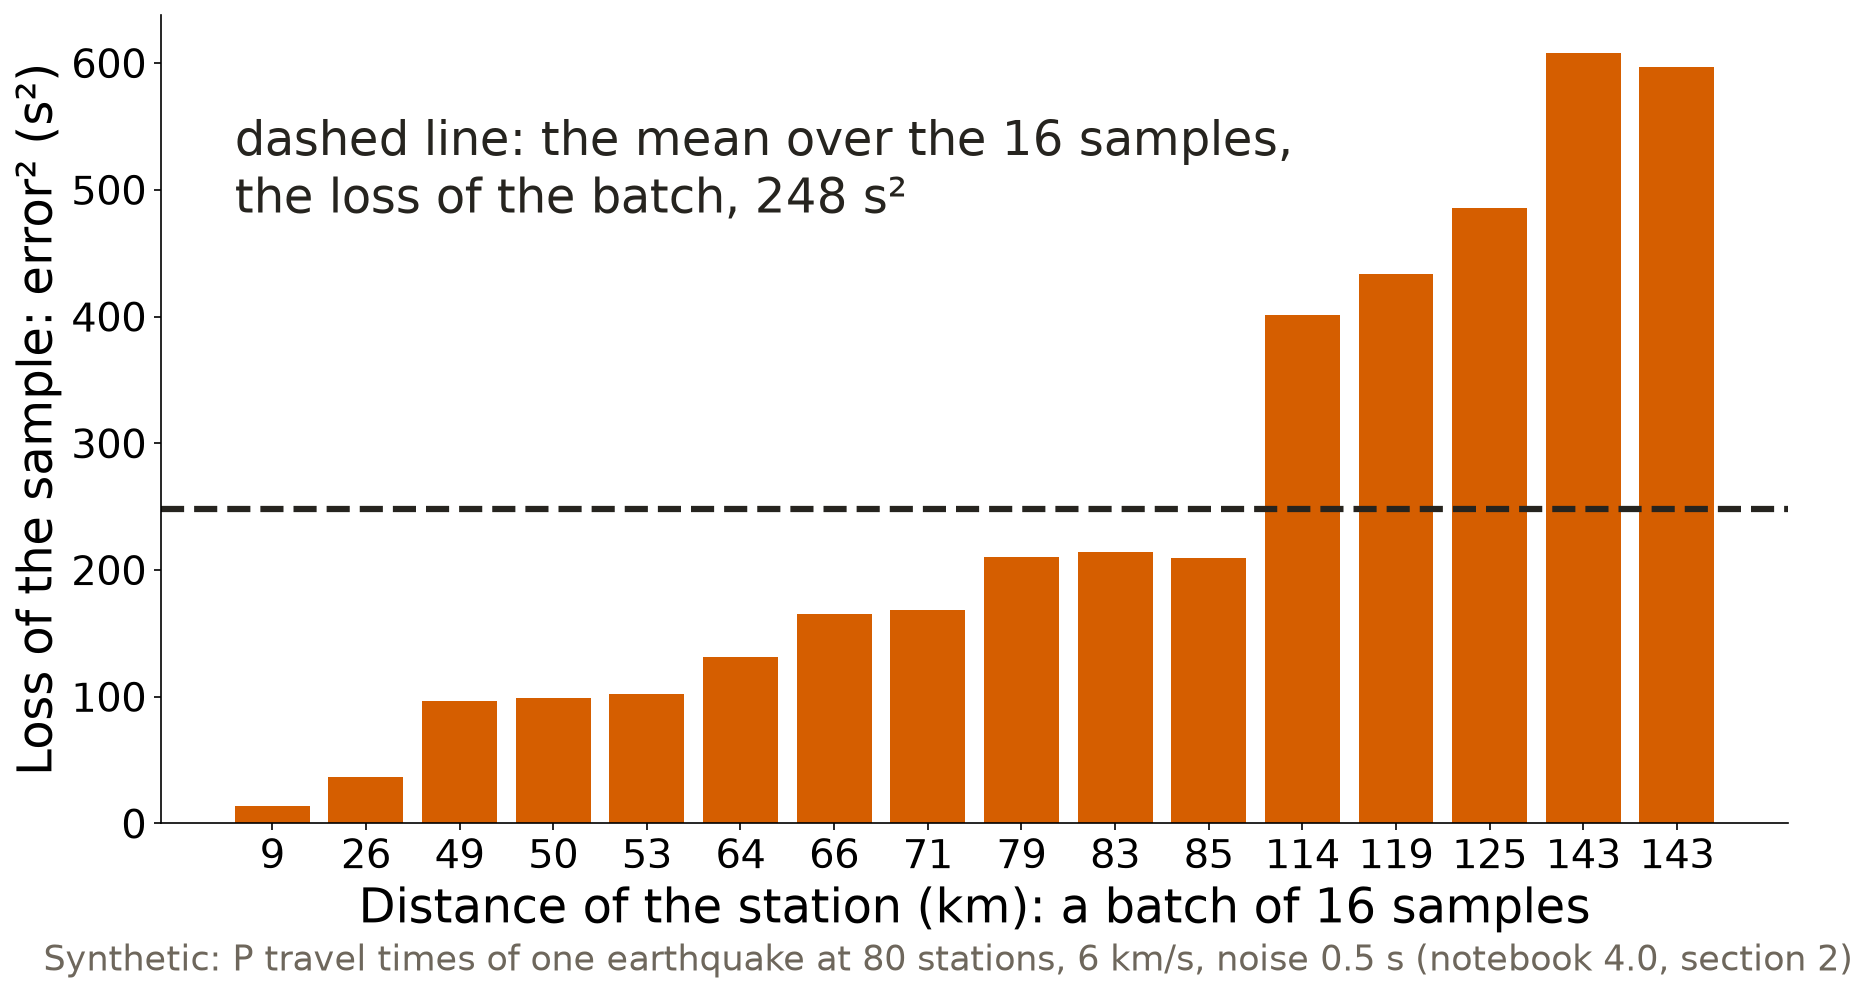 Loss of the sample: error² (s²)
600
500
400
300
200
100
0
dashed line: the mean over the 16 samples,
the loss of the batch, 248 s²
9 26 49 50 53 64 66 71 79 83 85 114 119 125 143 143
Distance of the station (km): a batch of 16 samples
Synthetic: P travel times of one earthquake at 80 stations, 6 km/s, noise 0.5 s (notebook 4.0, section 2)